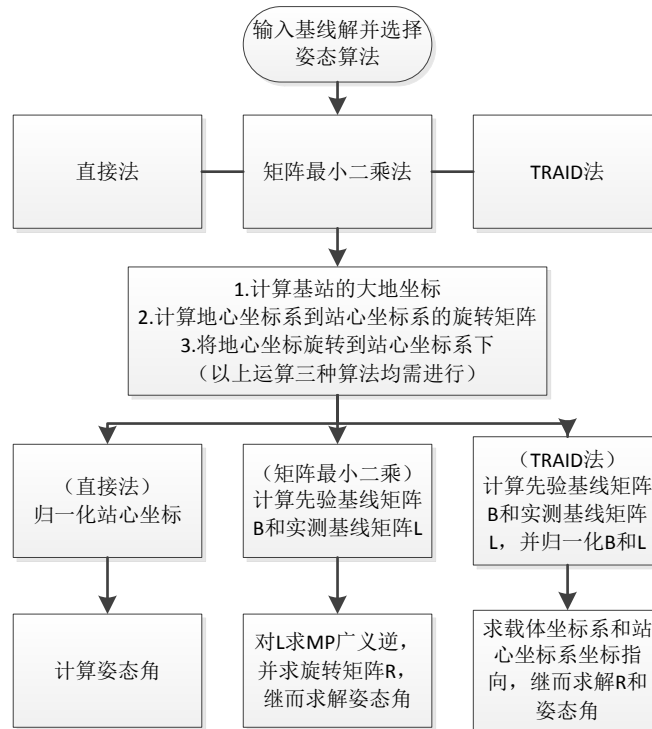 输入基线解并选择
姿态算法
直接法
矩阵最小二乘法
TRAID法
1.计算基站的大地坐标
2.计算地心坐标系到站心坐标系的旋转矩阵
3.将地心坐标旋转到站心坐标系下
（以上运算三种算法均需进行）
（直接法）
归一化站心坐标
（矩阵最小二乘）
计算先验基线矩阵
B和实测基线矩阵L
（TRAID法）
计算先验基线矩阵
B和实测基线矩阵
L，并归一化B和L
计算姿态角
对L求MP广义逆，
并求旋转矩阵R，
继而求解姿态角
求载体坐标系和站
心坐标系坐标指
向，继而求解R和
姿态角